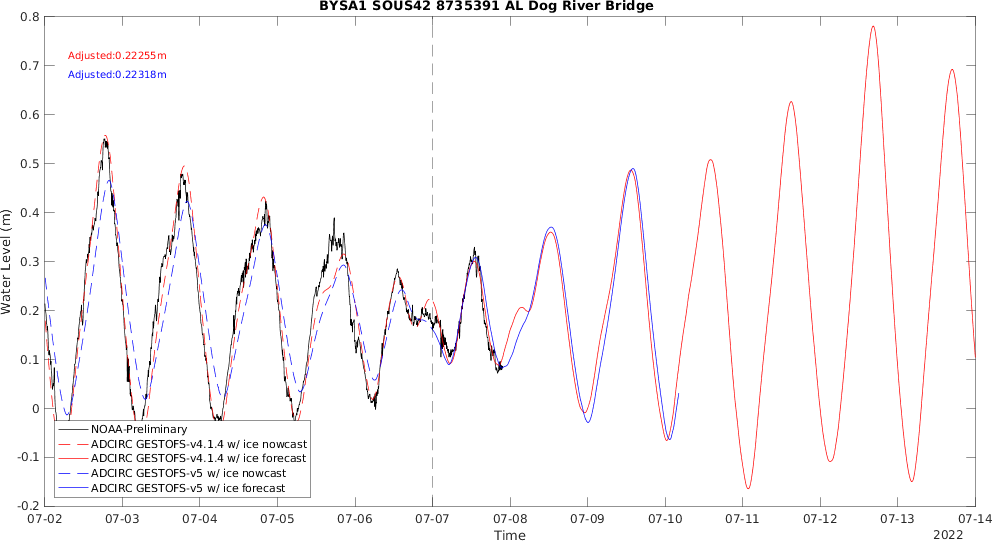 BYSA1 SOUS42 8735391 AL Dog River Bridge
Adjusted:0.22255m
Adjusted:0.22318m
Water Level (m)
0.8
0.7
0.6
0.5
0.4
0.3
0.2
0.1
0
-0.1
-0.2
NOAA-Preliminary
ADCIRC GESTOFS-v4.1.4 w/ ice nowcast
ADCIRC GESTOFS-v4.1.4 w/ ice forecast
ADCIRC GESTOFS-v5 w/ ice nowcast
ADCIRC GESTOFS-v5 w/ ice forecast
07-02 07-03 07-04 07-05 07-06 07-07 07-08 07-09 07-10 07-11 07-12 07-13 07-14
Time
2022